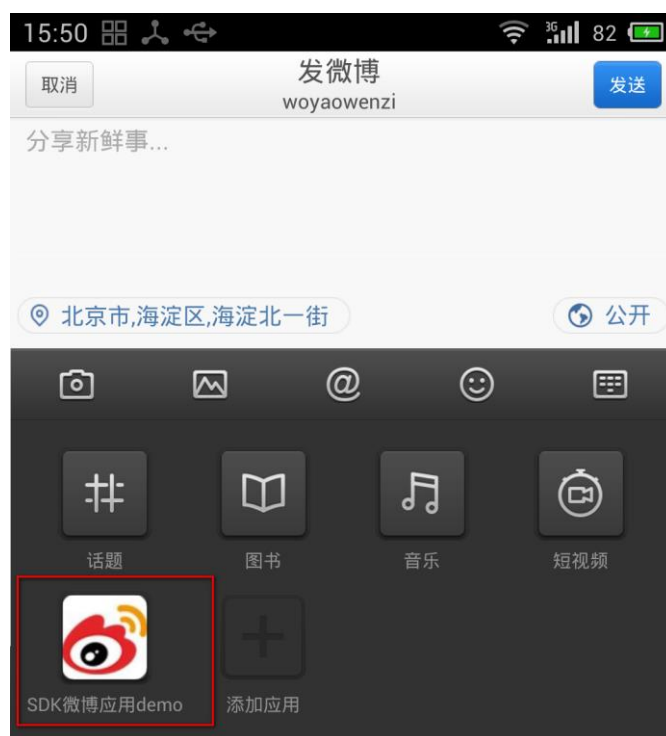 15:50 3G 82
取消 发微博 发送
woyaowenzi
分享新鲜事...
北京市,海淀区,海淀北一街 公开
话题 图书 音乐 短视频
SDK微博应用demo 添加应用